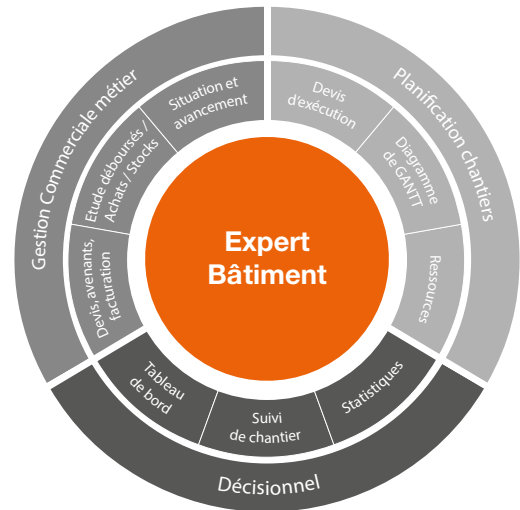 Gestion Commerciale métier
Situation et
avancement
Etude déboursés /
Achats / Stocks
Devis, avenants,
facturation
Planification chantiers
Devis
d'exécution
Diagramme
de GANTT
Ressources
Expert
Bâtiment
Tableau
de bord
Suivi
de chantier
Statistiques
Décisionnel